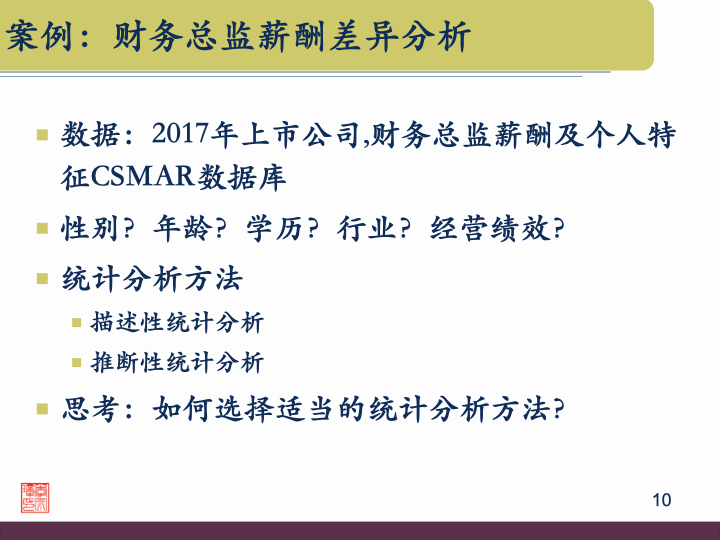 案例：财务总监薪酬差异分析
数据：2017年上市公司,财务总监薪酬及个人特
征CSMAR数据库
性别？年龄？学历？行业？经营绩效？
统计分析方法
描述性统计分析
推断性统计分析
思考：如何选择适当的统计分析方法？
10